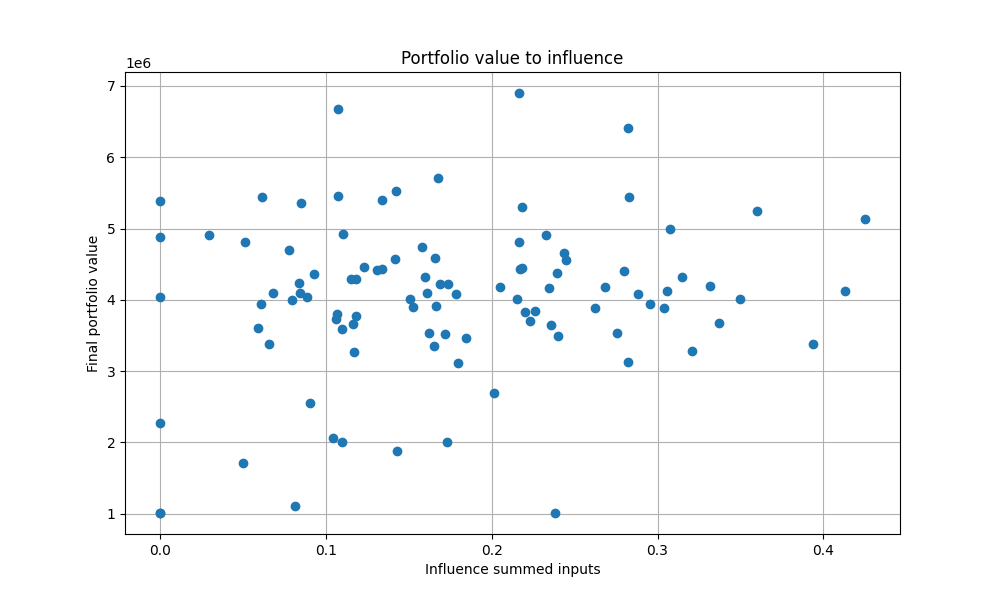 Portfolio value to influence
1e6
7
6
5
4
3
2
1
Final portfolio value
0.0 0.1 0.2 0.3 0.4
Influence summed inputs